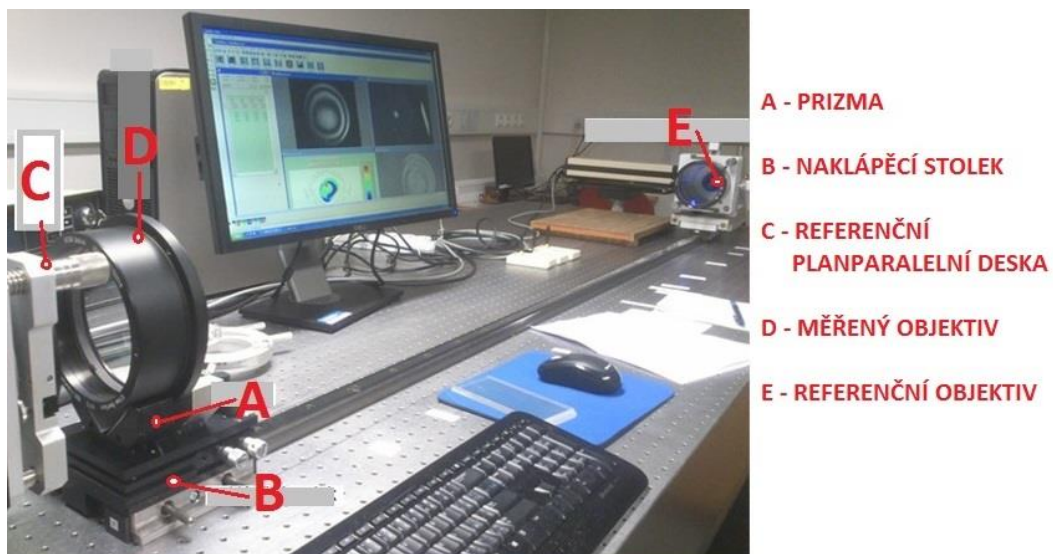 E
D
C
A
B
A - PRIZMA
B - NAKLÁPĚCÍ STOLEK
C - REFERENČNÍ
PLANPARALELNÍ DESKA
D - MĚŘENÝ OBJEKTIV
E - REFERENČNÍ OBJEKTIV